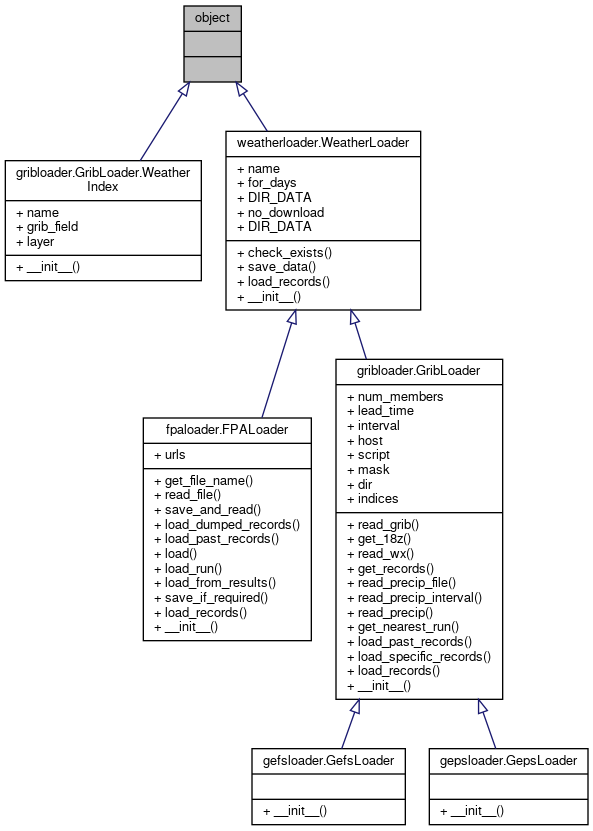 object
gribloader.GribLoader.Weather
Index
+ name
+ grib_field
+ layer
+ __init__()
weatherloader.WeatherLoader
+ name
+ for_days
+ DIR_DATA
+ no_download
+ DIR_DATA
+ check_exists()
+ save_data()
+ load_records()
+ __init__()
fpaloader.FPALoader
+ urls
+ get_file_name()
+ read_file()
+ save_and_read()
+ load_dumped_records()
+ load_past_records()
+ load()
+ load_run()
+ load_from_results()
+ save_if_required()
+ load_records()
+ __init__()
gribloader.GribLoader
+ num_members
+ lead_time
+ interval
+ host
+ script
+ mask
+ dir
+ indices
+ read_grib()
+ get_18z()
+ read_wx()
+ get_records()
+ read_precip_file()
+ read_precip_interval()
+ read_precip()
+ get_nearest_run()
+ load_past_records()
+ load_specific_records()
+ load_records()
+ __init__()
gefsloader.GefsLoader
+ __init__()
gepsloader.GepsLoader
+ __init__()